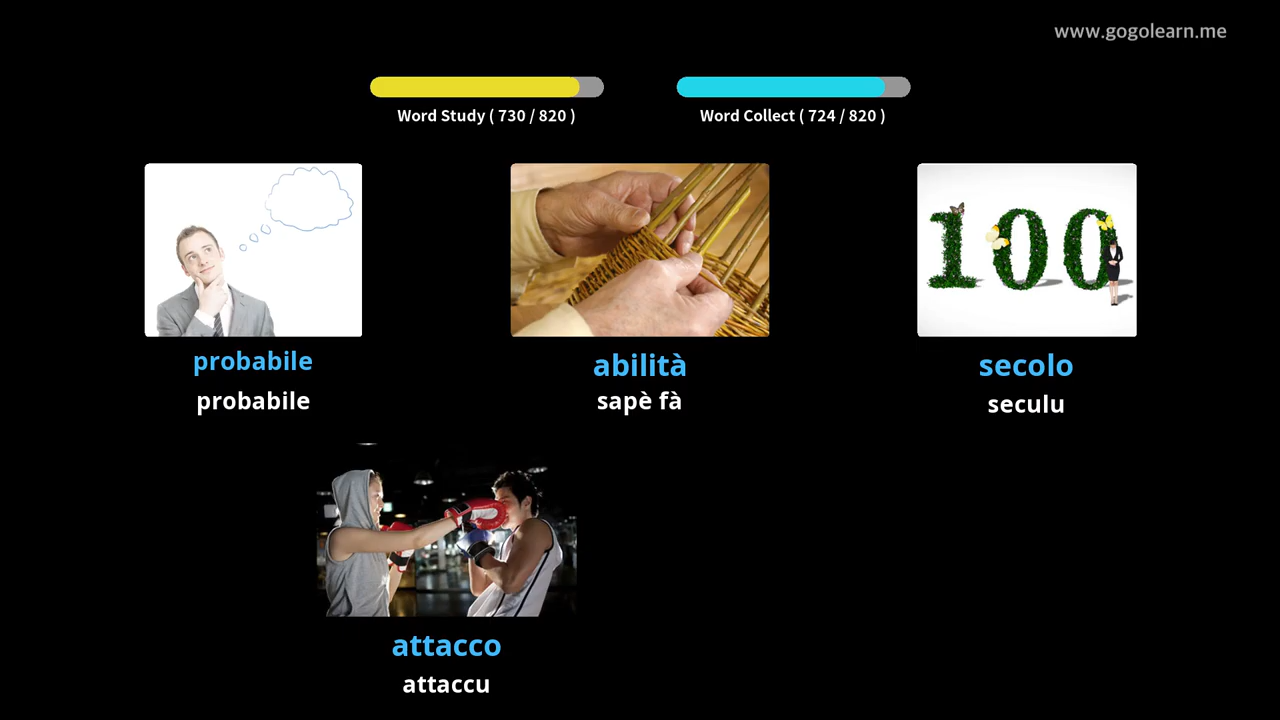 www.gogolearn.me
Word Study ( 730 / 820 )
Word Collect ( 724 / 820 )
probabile
probabile
abilità
sapè fà
secolo
seculu
attacco
attaccu